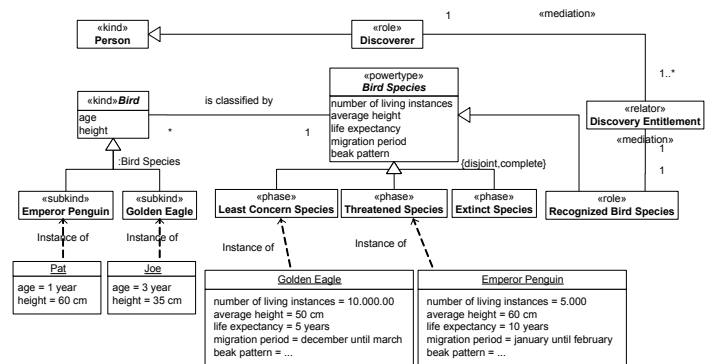 «kind»
Person
«role»
Discoverer
1
«mediation»
1..*
«powertype»
Bird Species
number of living instances
average height
life expectancy
migration period
beak pattern
«kind»Bird
age
height
is classified by
*
1
«relator»
Discovery Entitlement
«mediation»
1
1
:Bird Species
{disjoint,complete}
«subkind»
Emperor Penguin
«subkind»
Golden Eagle
«phase»
Least Concern Species
«phase»
Threatened Species
«phase»
Extinct Species
«role»
Recognized Bird Species
Instance of
Instance of
Instance of
Instance of
Pat
age = 1 year
height = 60 cm
Joe
age = 3 year
height = 35 cm
Golden Eagle
number of living instances = 10.000.00
average height = 50 cm
life expectancy = 5 years
migration period = december until march
beak pattern = ...
Emperor Penguin
number of living instances = 5.000
average height = 60 cm
life expectancy = 10 years
migration period = january until february
beak pattern = ...